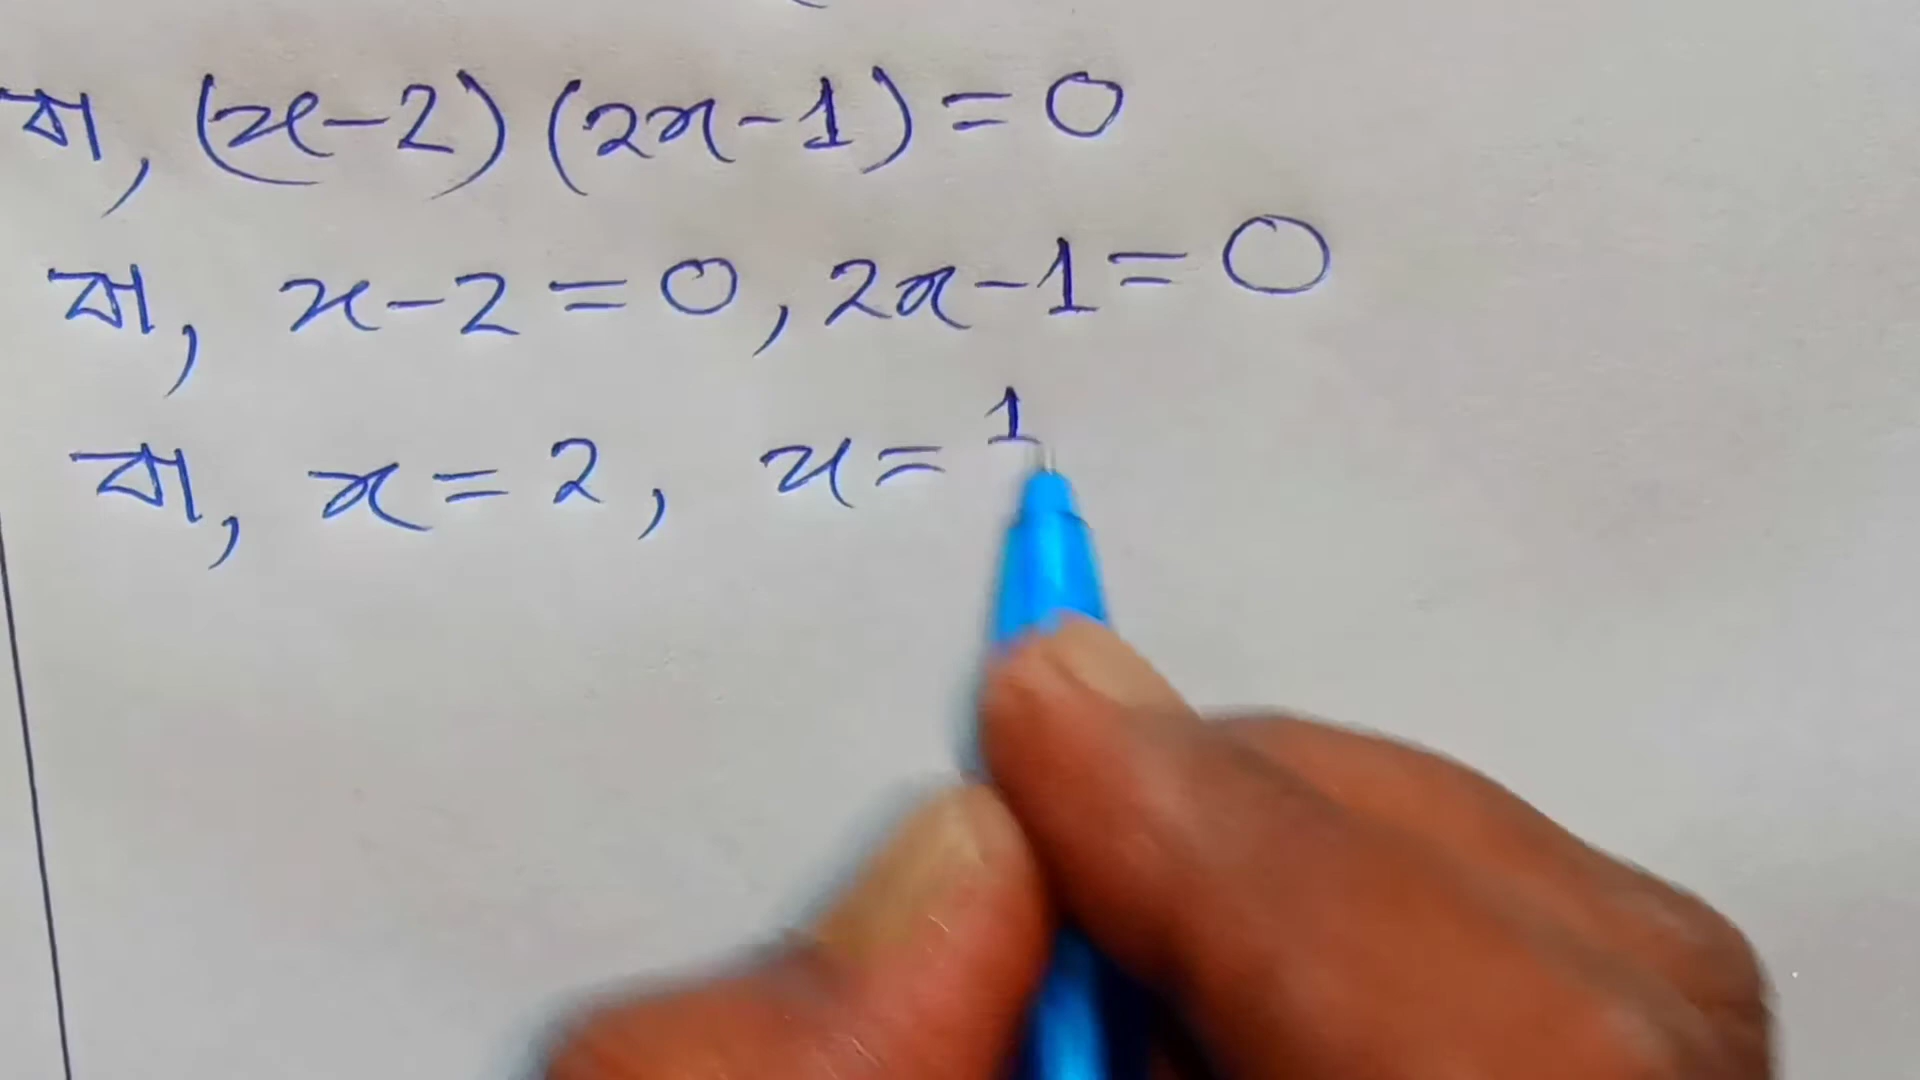 বা, (x-2) (2x-1) = 0
বা, x-2 = 0, 2x-1 = 0
বা, x = 2, x = 1